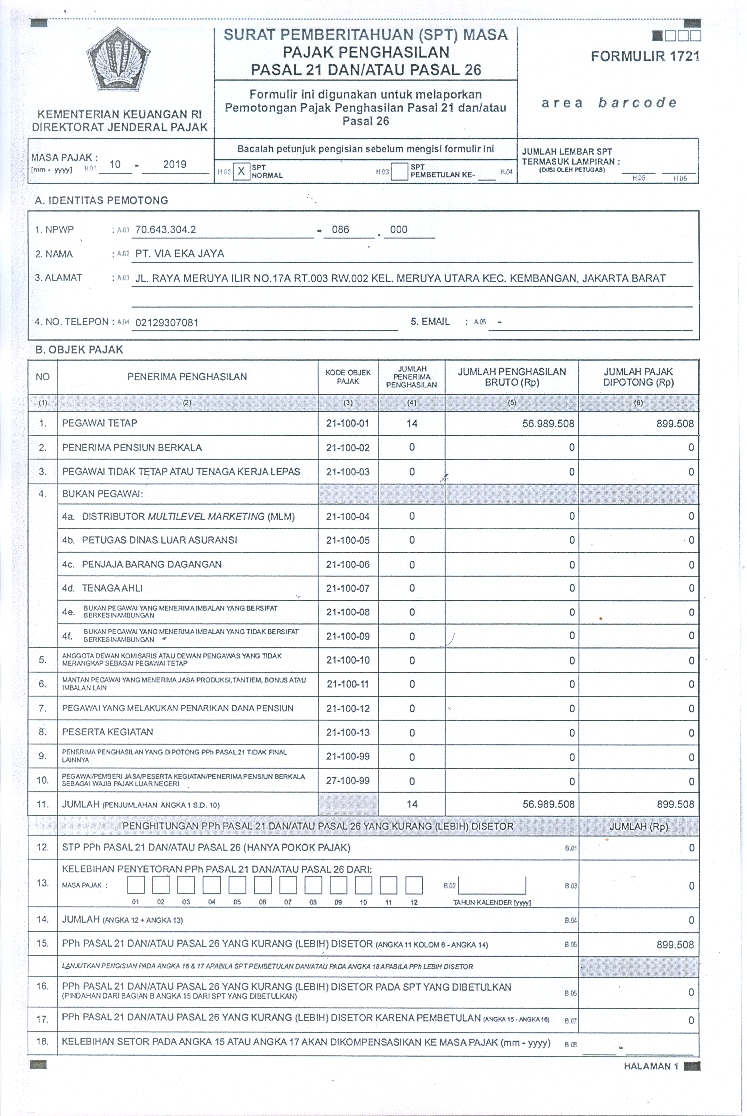 SURAT PEMBERITAHUAN (SPT) MASA
PAJAK PENGHASILAN
PASAL 21 DAN/ATAU PASAL 26
FORMULIR 1721
Formulir ini digunakan untuk melaporkan
Pemotongan Pajak Penghasilan Pasal 21 dan/atau
Pasal 26
area barcode
KEMENTERIAN KEUANGAN RI
DIREKTORAT JENDERAL PAJAK
Bacalah petunjuk pengisian sebelum mengisi formulir ini
MASA PAJAK :
[mm - yyyy] H.01 10 - 2019
H.02 X SPT NORMAL
H.03 SPT PEMBETULAN KE- H.04
JUMLAH LEMBAR SPT
TERMASUK LAMPIRAN :
(DIISI OLEH PETUGAS) H.05 H.05
A. IDENTITAS PEMOTONG
1. NPWP : A.01 70.643.304.2 - 086 . 000
2. NAMA : A.02 PT. VIA EKA JAYA
3. ALAMAT : A.03 JL. RAYA MERUYA ILIR NO.17A RT.003 RW.002 KEL. MERUYA UTARA KEC. KEMBANGAN, JAKARTA BARAT
4. NO. TELEPON : A.04 02129307081 5. EMAIL : A.05 -
B. OBJEK PAJAK
NO PENERIMA PENGHASILAN KODE OBJEK PAJAK JUMLAH PENERIMA PENGHASILAN JUMLAH PENGHASILAN BRUTO (Rp) JUMLAH PAJAK DIPOTONG (Rp)
(1) (2) (3) (4) (5) (6)
1. PEGAWAI TETAP 21-100-01 14 56.989.508 899.508
2. PENERIMA PENSIUN BERKALA 21-100-02 0 0 0
3. PEGAWAI TIDAK TETAP ATAU TENAGA KERJA LEPAS 21-100-03 0 0 0
4. BUKAN PEGAWAI:
4a. DISTRIBUTOR MULTILEVEL MARKETING (MLM) 21-100-04 0 0 0
4b. PETUGAS DINAS LUAR ASURANSI 21-100-05 0 0 0
4c. PENJAJA BARANG DAGANGAN 21-100-06 0 0 0
4d. TENAGA AHLI 21-100-07 0 0 0
4e. BUKAN PEGAWAI YANG MENERIMA IMBALAN YANG BERSIFAT BERKESINAMBUNGAN 21-100-08 0 0 0
4f. BUKAN PEGAWAI YANG MENERIMA IMBALAN YANG TIDAK BERSIFAT BERKESINAMBUNGAN 21-100-09 0 0 0
5. ANGGOTA DEWAN KOMISARIS ATAU DEWAN PENGAWAS YANG TIDAK MERANGKAP SEBAGAI PEGAWAI TETAP 21-100-10 0 0 0
6. MANTAN PEGAWAI YANG MENERIMA JASA PRODUKSI, TANTIEM, BONUS ATAU IMBALAN LAIN 21-100-11 0 0 0
7. PEGAWAI YANG MELAKUKAN PENARIKAN DANA PENSIUN 21-100-12 0 0 0
8. PESERTA KEGIATAN 21-100-13 0 0 0
9. PENERIMA PENGHASILAN YANG DIPOTONG PPh PASAL 21 TIDAK FINAL LAINNYA 21-100-99 0 0 0
10. PEGAWAI/PEMBERI JASA/PESERTA KEGIATAN/PENERIMA PENSIUN BERKALA SEBAGAI WAJIB PAJAK LUAR NEGERI 27-100-99 0 0 0
11. JUMLAH (PENJUMLAHAN ANGKA 1 S.D. 10) 14 56.989.508 899.508
PENGHITUNGAN PPh PASAL 21 DAN/ATAU PASAL 26 YANG KURANG (LEBIH) DISETOR JUMLAH (Rp)
12. STP PPh PASAL 21 DAN/ATAU PASAL 26 (HANYA POKOK PAJAK) B.01 0
13. KELEBIHAN PENYETORAN PPh PASAL 21 DAN/ATAU PASAL 26 DARI:
MASA PAJAK : B.02 B.03 0
01 02 03 04 05 06 07 08 09 10 11 12 TAHUN KALENDER [yyyy]
14. JUMLAH (ANGKA 12 + ANGKA 13) B.04 0
15. PPh PASAL 21 DAN/ATAU PASAL 26 YANG KURANG (LEBIH) DISETOR (ANGKA 11 KOLOM 6 - ANGKA 14) B.05 899.508
LANJUTKAN PENGISIAN PADA ANGKA 16 & 17 APABILA SPT PEMBETULAN DAN/ATAU PADA ANGKA 18 APABILA PPh LEBIH DISETOR
16. PPh PASAL 21 DAN/ATAU PASAL 26 YANG KURANG (LEBIH) DISETOR PADA SPT YANG DIBETULKAN
(PINDAHAN DARI BAGIAN B ANGKA 15 DARI SPT YANG DIBETULKAN) B.06 0
17. PPh PASAL 21 DAN/ATAU PASAL 26 YANG KURANG (LEBIH) DISETOR KARENA PEMBETULAN (ANGKA 15 - ANGKA 16) B.07 0
18. KELEBIHAN SETOR PADA ANGKA 15 ATAU ANGKA 17 AKAN DIKOMPENSASIKAN KE MASA PAJAK (mm - yyyy) B.08 -
HALAMAN 1